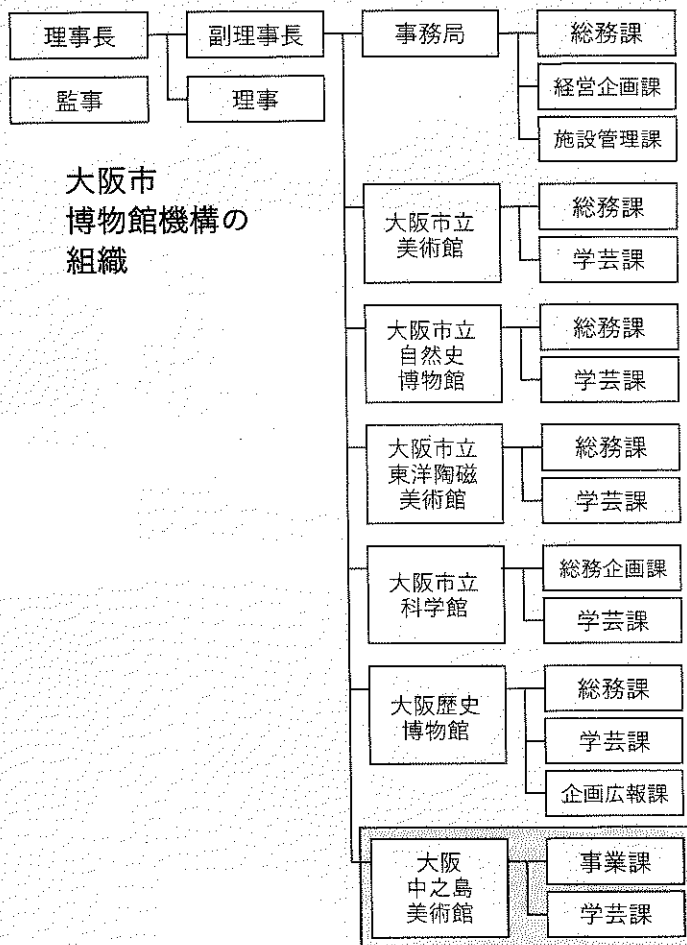 理事長
副理事長
事務局
総務課
監事
理事
経営企画課
施設管理課
大阪市
博物館機構の
組織
大阪市立
美術館
総務課
学芸課
大阪市立
自然史
博物館
総務課
学芸課
大阪市立
東洋陶磁
美術館
総務課
学芸課
大阪市立
科学館
総務企画課
学芸課
大阪歴史
博物館
総務課
学芸課
企画広報課
大阪
中之島
美術館
事業課
学芸課